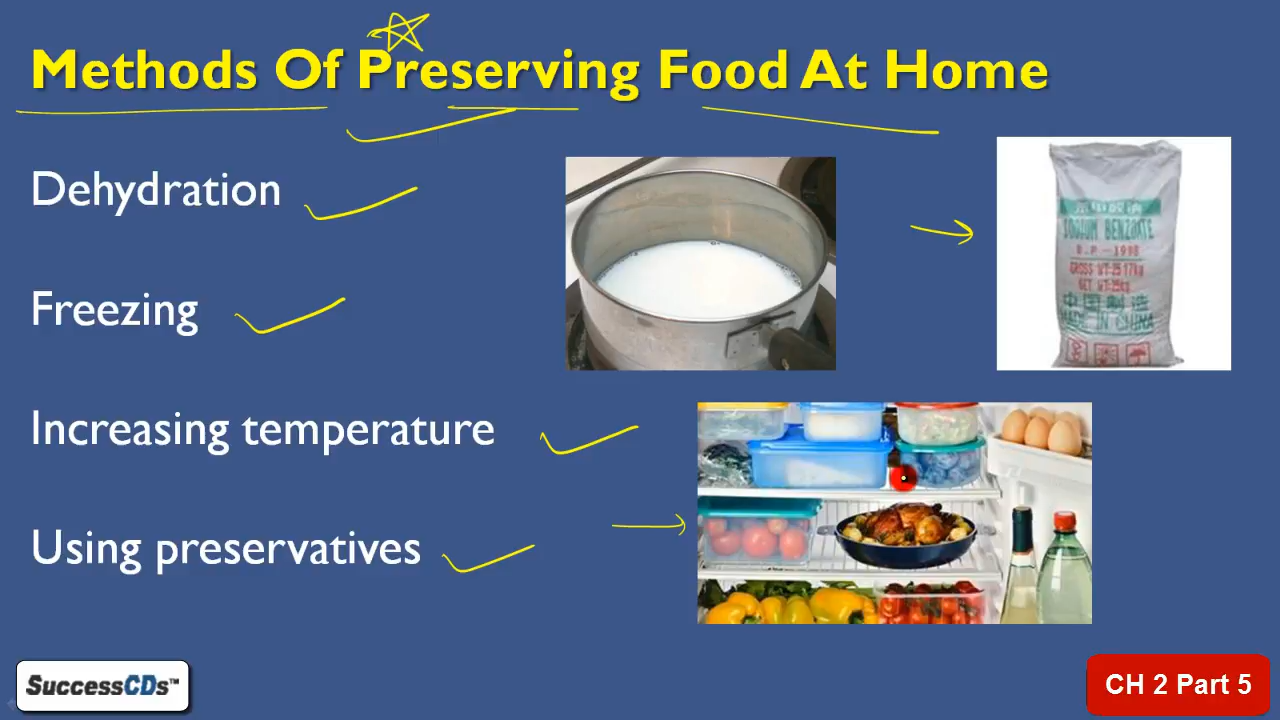 Methods Of Preserving Food At Home
Dehydration
Freezing
Increasing temperature
Using preservatives
SODIUM BENZOATE
MADE IN CHINA
SuccessCDs™
CH 2 Part 5